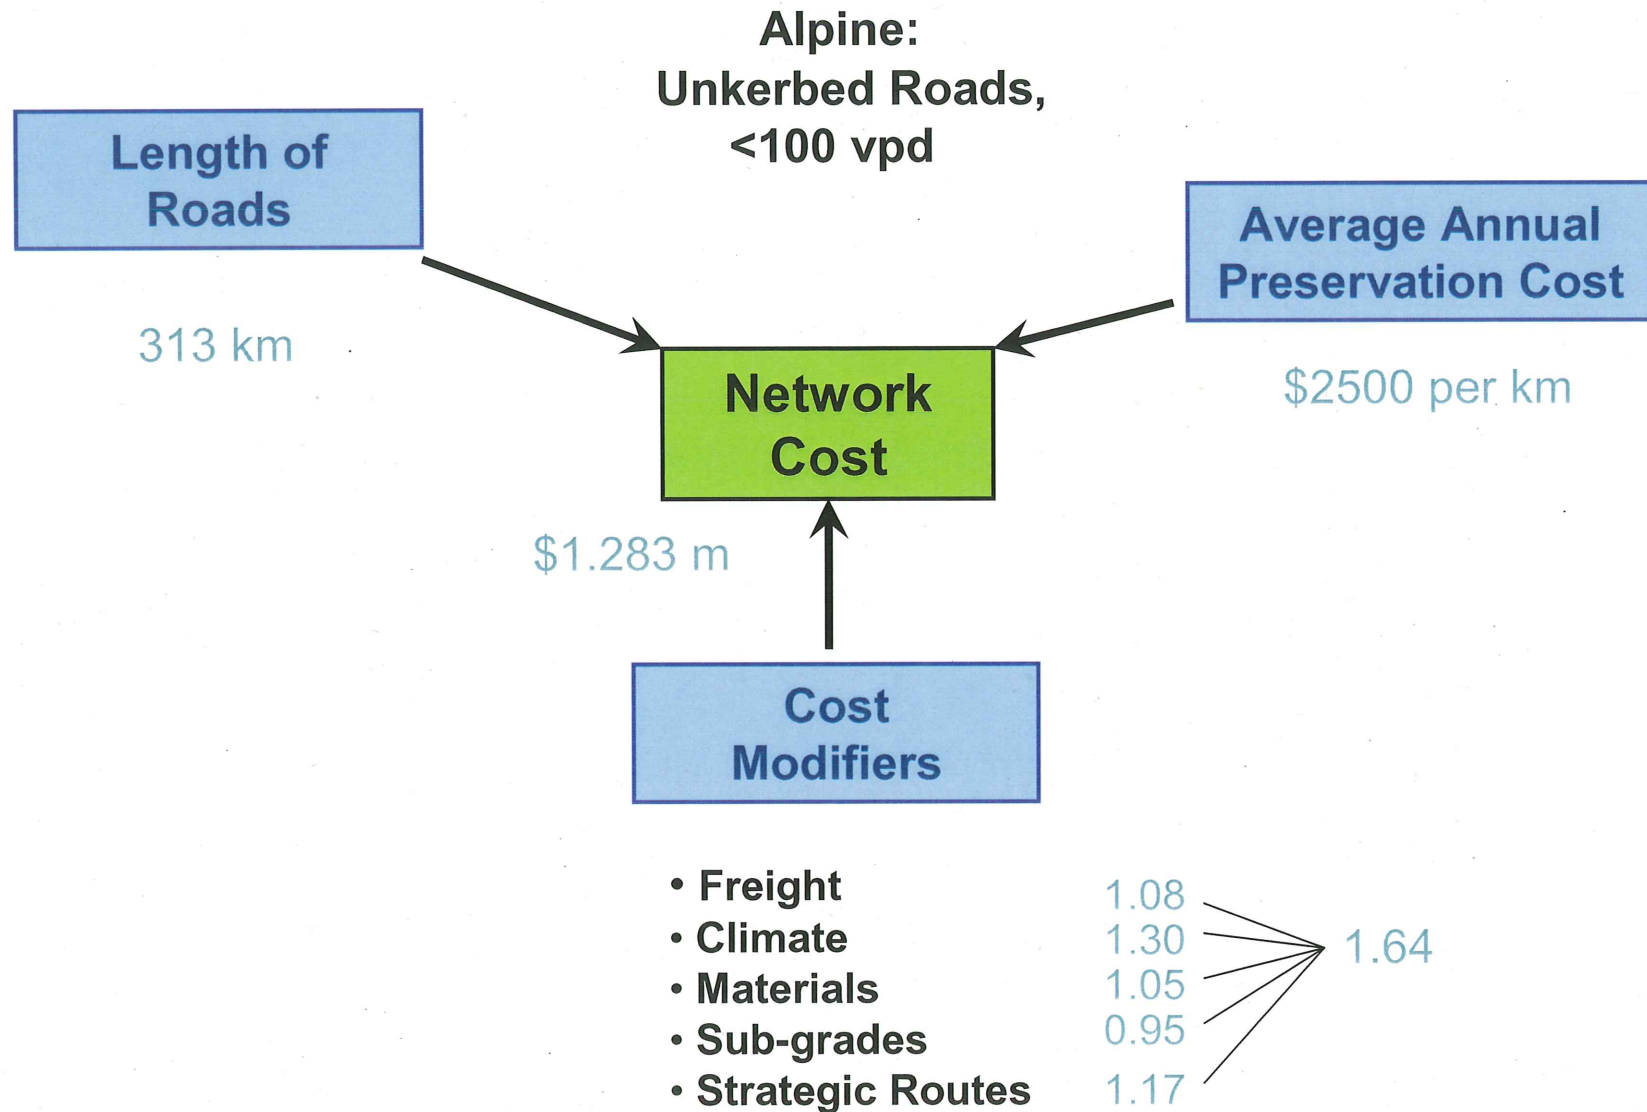 Alpine:
Unkerbed Roads,
<100 vpd
Length of
Roads
313 km
Average Annual
Preservation Cost
$2500 per km
Network
Cost
$1.283 m
Cost
Modifiers
• Freight 1.08
• Climate 1.30
• Materials 1.05
• Sub-grades 0.95
• Strategic Routes 1.17
1.64